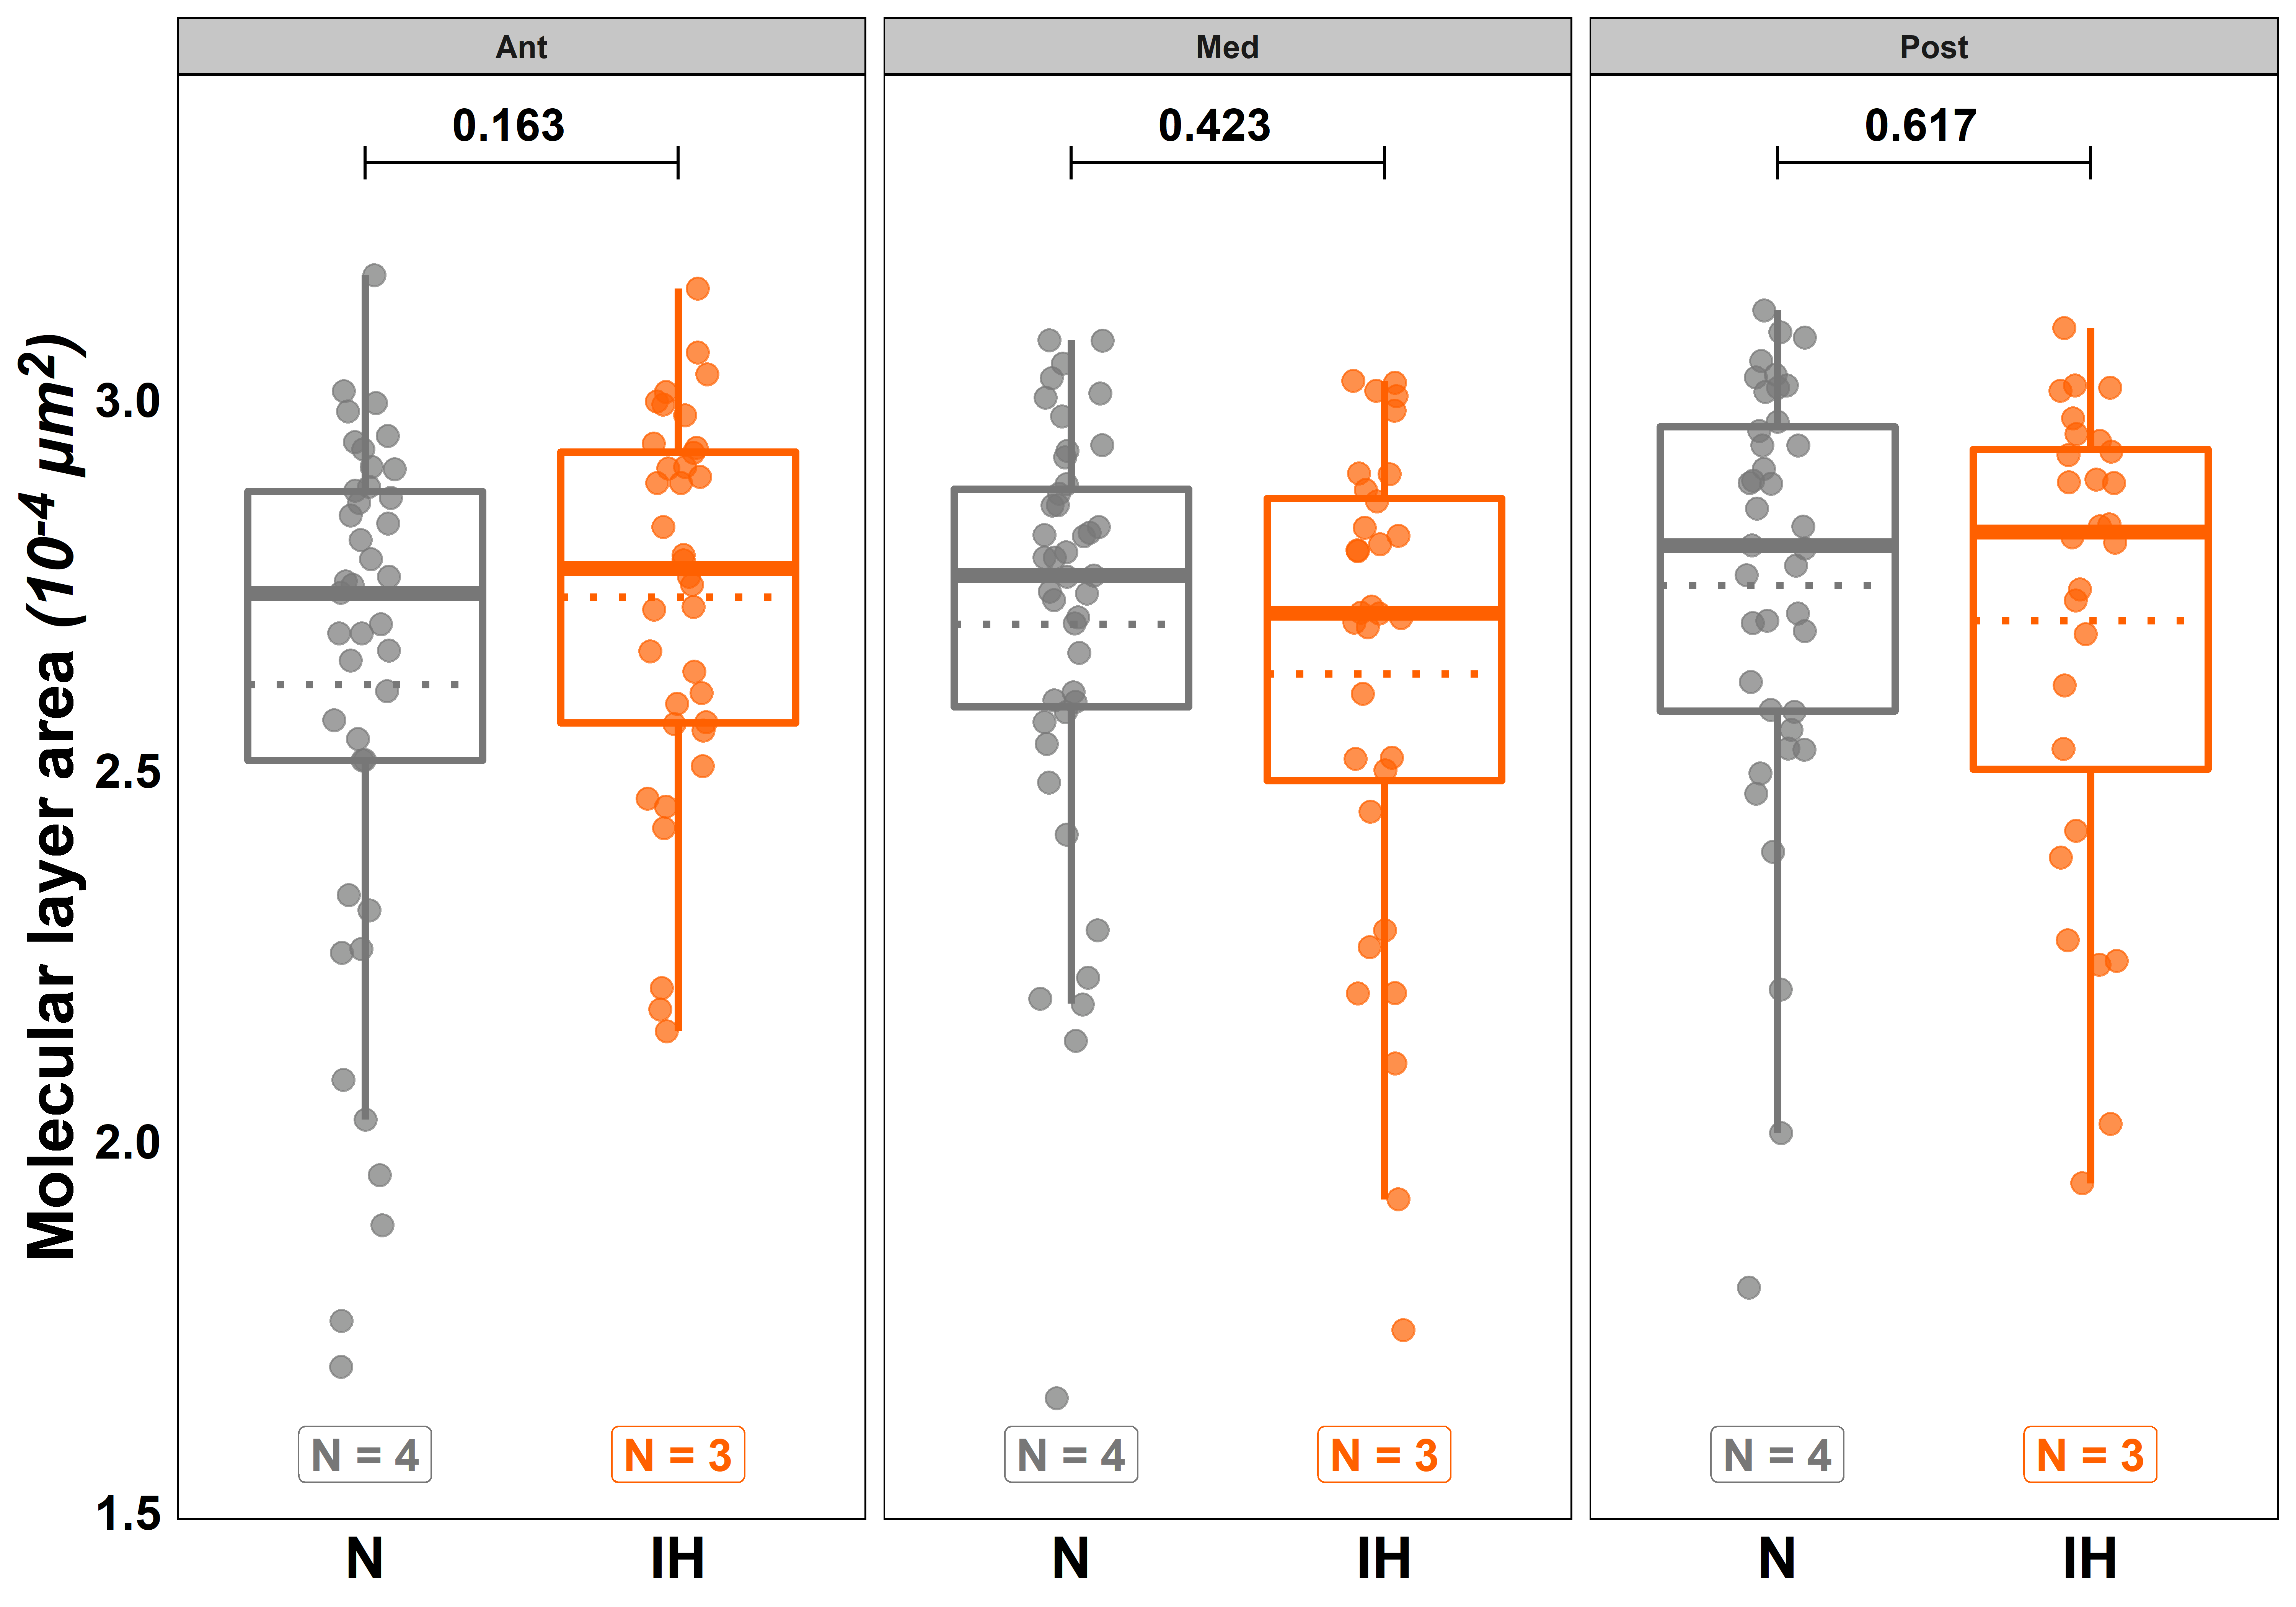 Ant Med Post
0.163 0.423 0.617
Molecular layer area (10⁻⁴ µm²)
3.0
2.5
2.0
1.5
N = 4 N = 3 N = 4 N = 3 N = 4 N = 3
N IH N IH N IH